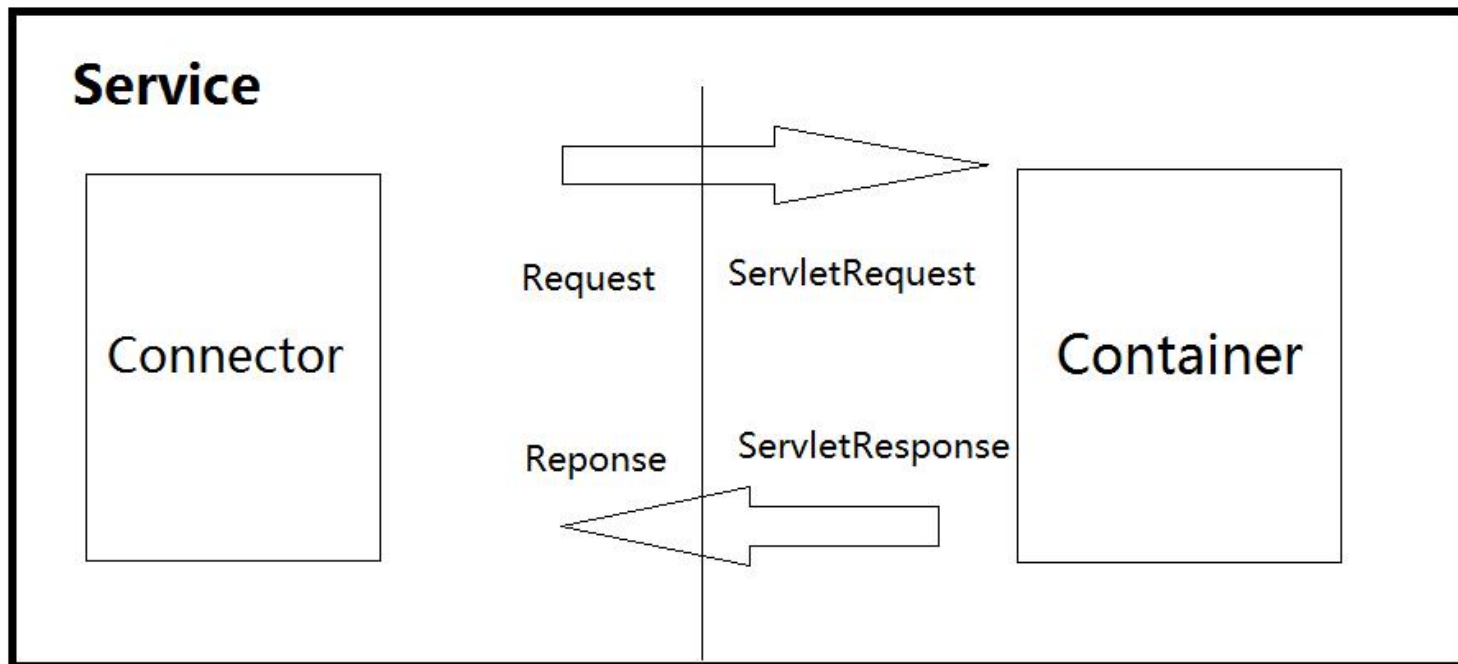 Service
Request
ServletRequest
Connector
Container
Reponse
ServletResponse